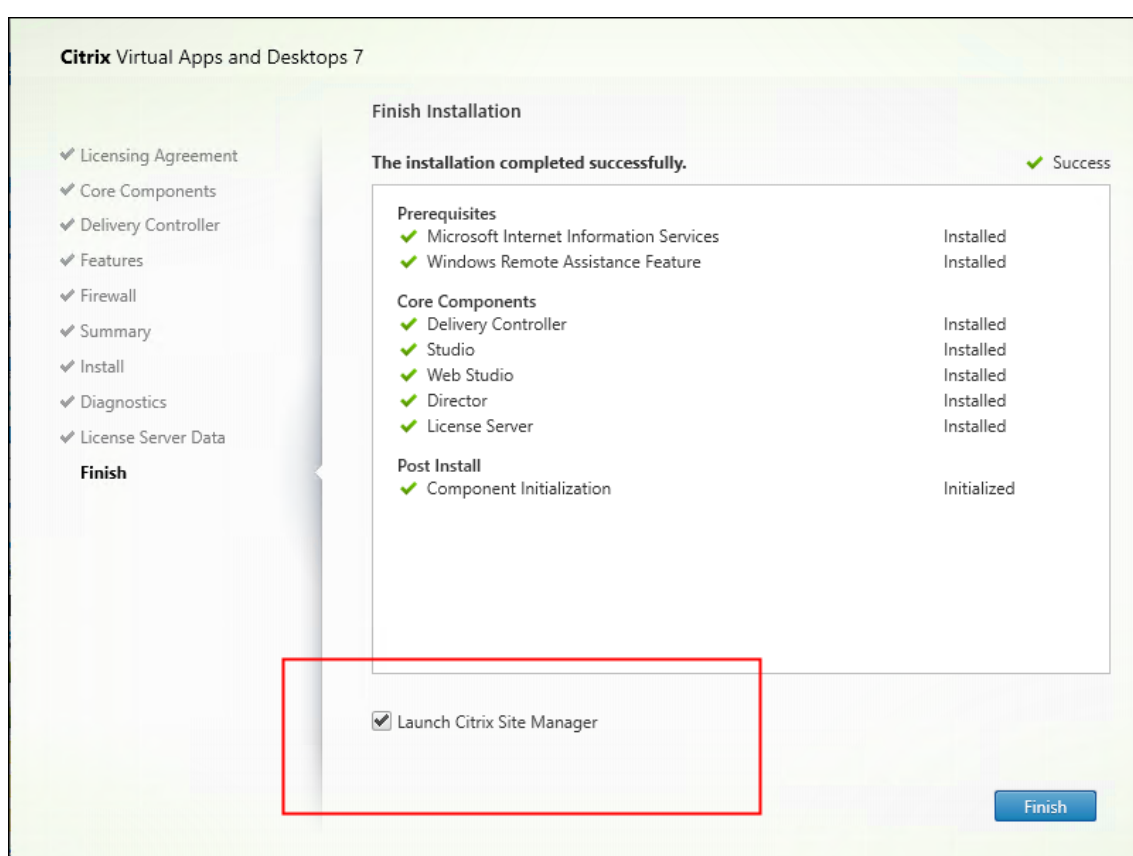 Citrix Virtual Apps and Desktops 7
Finish Installation
Licensing Agreement
Core Components
Delivery Controller
Features
Firewall
Summary
Install
Diagnostics
License Server Data
Finish
The installation completed successfully. Success
Prerequisites
Microsoft Internet Information Services Installed
Windows Remote Assistance Feature Installed
Core Components
Delivery Controller Installed
Studio Installed
Web Studio Installed
Director Installed
License Server Installed
Post Install
Component Initialization Initialized
Launch Citrix Site Manager
Finish